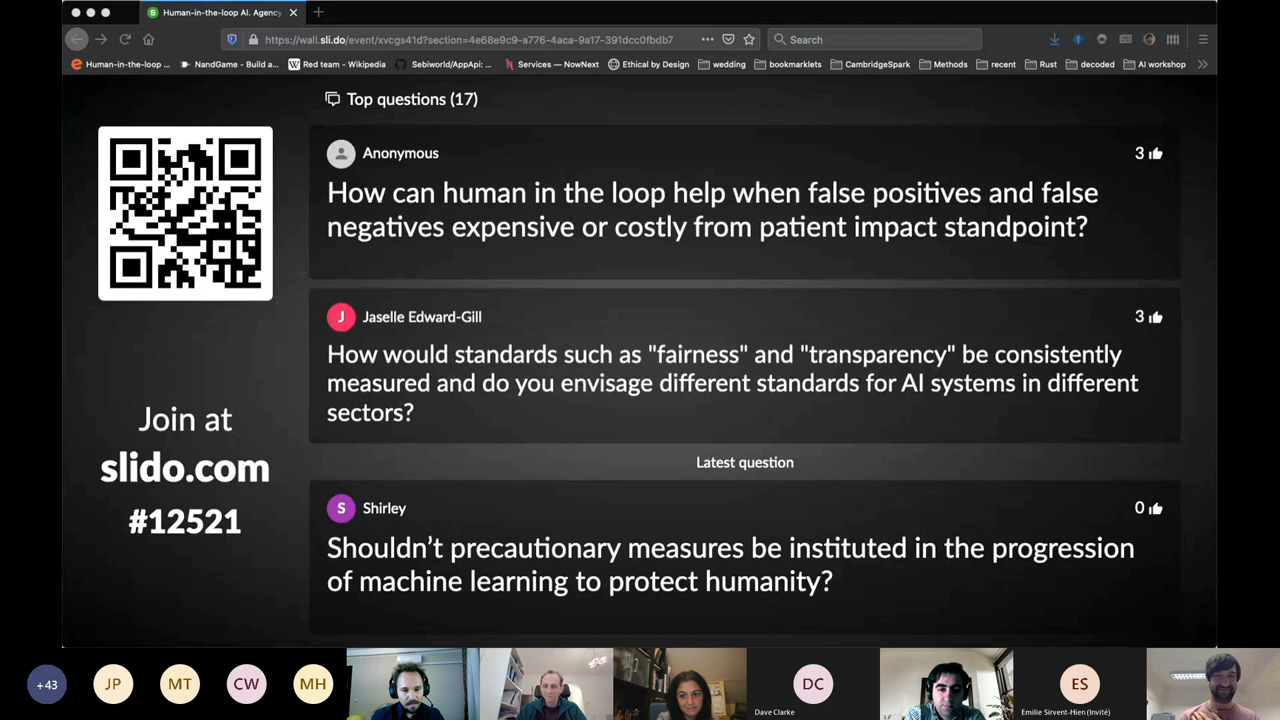 Human-in-the-loop AI. Agency
https://wall.sli.do/event/xvcgs41d?section=4e68e9c9-a776-4aca-9a17-391dcc0fbdb7
Search
Human-in-the-loop ...
NandGame - Build a...
Red team - Wikipedia
Sebiworld/AppApi: ...
Services — NowNext
Ethical by Design
wedding
bookmarklets
CambridgeSpark
Methods
recent
Rust
decoded
AI workshop
Top questions (17)
Anonymous
3
How can human in the loop help when false positives and false
negatives expensive or costly from patient impact standpoint?
J
Jaselle Edward-Gill
3
How would standards such as "fairness" and "transparency" be consistently
measured and do you envisage different standards for AI systems in different
sectors?
Join at
slido.com
#12521
Latest question
S
Shirley
0
Shouldn't precautionary measures be instituted in the progression
of machine learning to protect humanity?
+43
JP
MT
CW
MH
DC
Dave Clarke
ES
Emilie Sirvent-Hien (Invité)